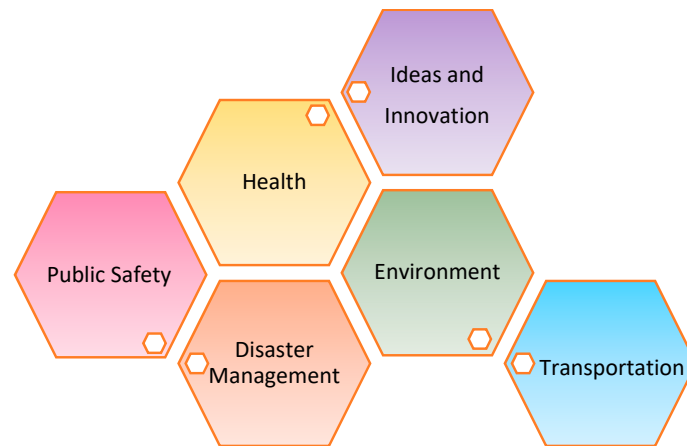 Ideas and
Innovation
Health
Public Safety
Environment
Disaster
Management
Transportation